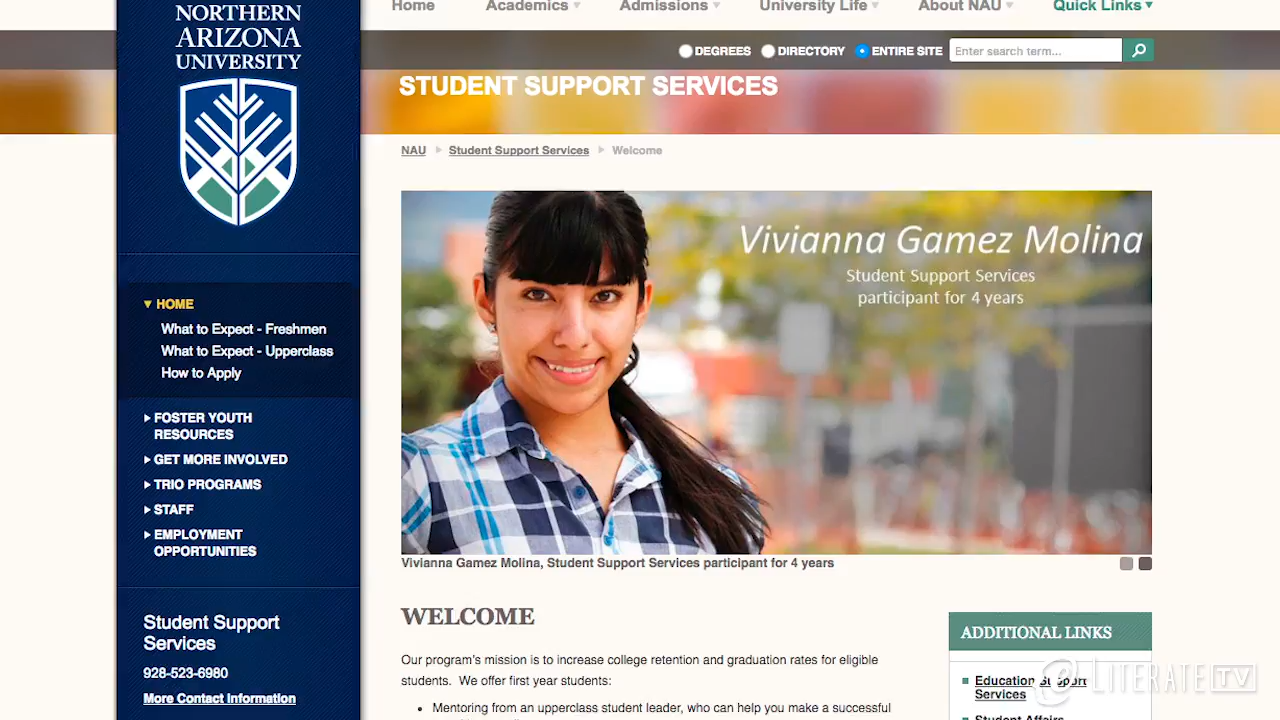 NORTHERN
ARIZONA
UNIVERSITY
Home Academics Admissions University Life About NAU Quick Links
DEGREES DIRECTORY ENTIRE SITE Enter search term...
STUDENT SUPPORT SERVICES
NAU Student Support Services Welcome
Vivianna Gamez Molina
Student Support Services
participant for 4 years
Vivianna Gamez Molina, Student Support Services participant for 4 years
HOME
What to Expect - Freshmen
What to Expect - Upperclass
How to Apply
FOSTER YOUTH
RESOURCES
GET MORE INVOLVED
TRIO PROGRAMS
STAFF
EMPLOYMENT
OPPORTUNITIES
Student Support
Services
928-523-6980
More Contact Information
WELCOME
Our program's mission is to increase college retention and graduation rates for eligible
students. We offer first year students:
• Mentoring from an upperclass student leader, who can help you make a successful
ADDITIONAL LINKS
Education Support
Services
Student Affairs
@ LITERATE TV